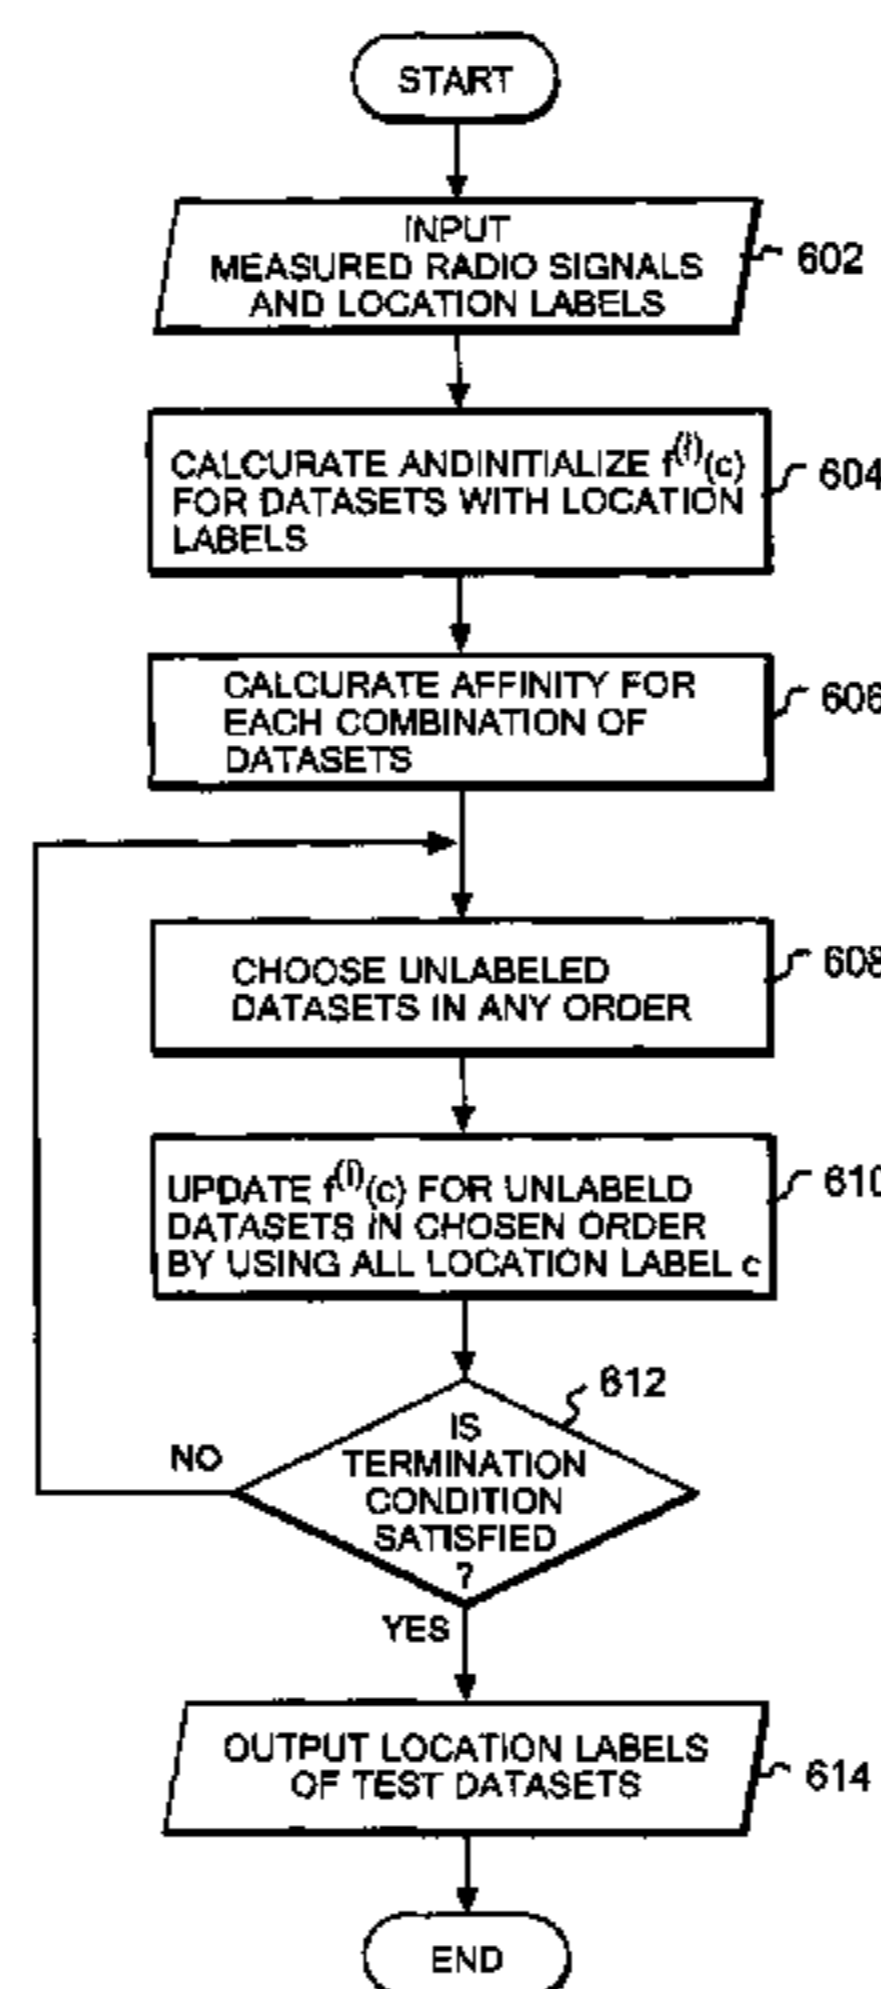 START
INPUT
MEASURED RADIO SIGNALS
AND LOCATION LABELS
602
CALCURATE ANDINITIALIZE f(i)(c)
FOR DATASETS WITH LOCATION
LABELS
604
CALCURATE AFFINITY FOR
EACH COMBINATION OF
DATASETS
606
CHOOSE UNLABELED
DATASETS IN ANY ORDER
608
UPDATE f(i)(c) FOR UNLABELD
DATASETS IN CHOSEN ORDER
BY USING ALL LOCATION LABEL c
610
612
IS
TERMINATION
CONDITION
SATISFIED
?
NO
YES
OUTPUT LOCATION LABELS
OF TEST DATASETS
614
END